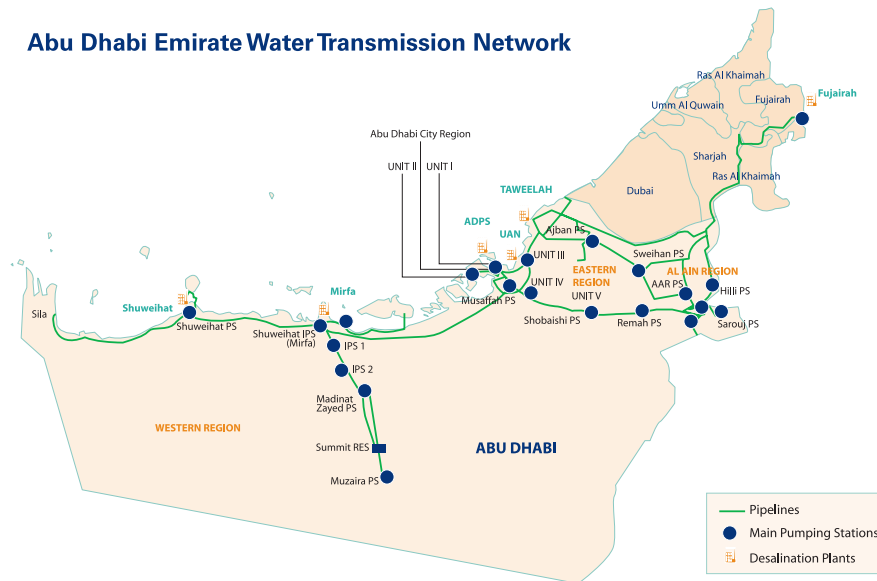 Abu Dhabi Emirate Water Transmission Network
Ras Al Khaimah
Fujairah
Fujairah
Umm Al Quwain
Abu Dhabi City Region
Sharjah
UNIT II
UNIT I
Ras Al Khaimah
TAWEELAH
Dubai
ADPS
Ajban PS
UAN
UNIT III
Sweihan PS
EASTERN
REGION
AL AIN REGION
AAR PS
Hilli PS
UNIT IV
Musaffah PS
UNIT V
Mirfa
Shuweihat
Sila
Shuweihat PS
Shobaishi PS
Remah PS
Sarouj PS
Shuweihat IPS
(Mirfa)
IPS 1
IPS 2
Madinat
Zayed PS
WESTERN REGION
Summit RES
ABU DHABI
Muzaira PS
Pipelines
Main Pumping Stations
Desalination Plants